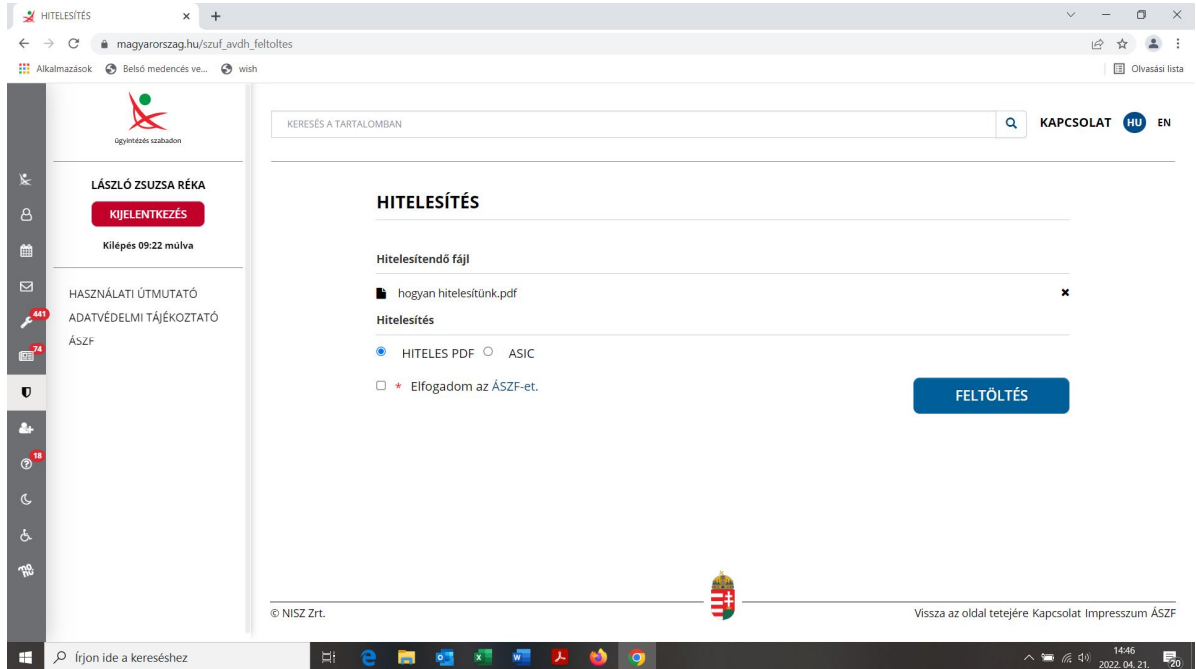 HITELESÍTÉS
magyarorszag.hu/szuf_avdh_feltoltes
Alkalmazások Belső medencés ve... wish Olvasási lista
ügyintézés szabadon
KERESÉS A TARTALOMBAN KAPCSOLAT HU EN
LÁSZLÓ ZSUZSA RÉKA
KIJELENTKEZÉS
Kilépés 09:22 múlva
HASZNÁLATI ÚTMUTATÓ
ADATVÉDELMI TÁJÉKOZTATÓ
ÁSZF
441
74
18
HITELESÍTÉS
Hitelesítendő fájl
hogyan hitelesítünk.pdf
Hitelesítés
HITELES PDF ASIC
* Elfogadom az ÁSZF-et.
FELTÖLTÉS
© NISZ Zrt. Vissza az oldal tetejére Kapcsolat Impresszum ÁSZF
Írjon ide a kereséshez
14:46
2022. 04. 21.
20